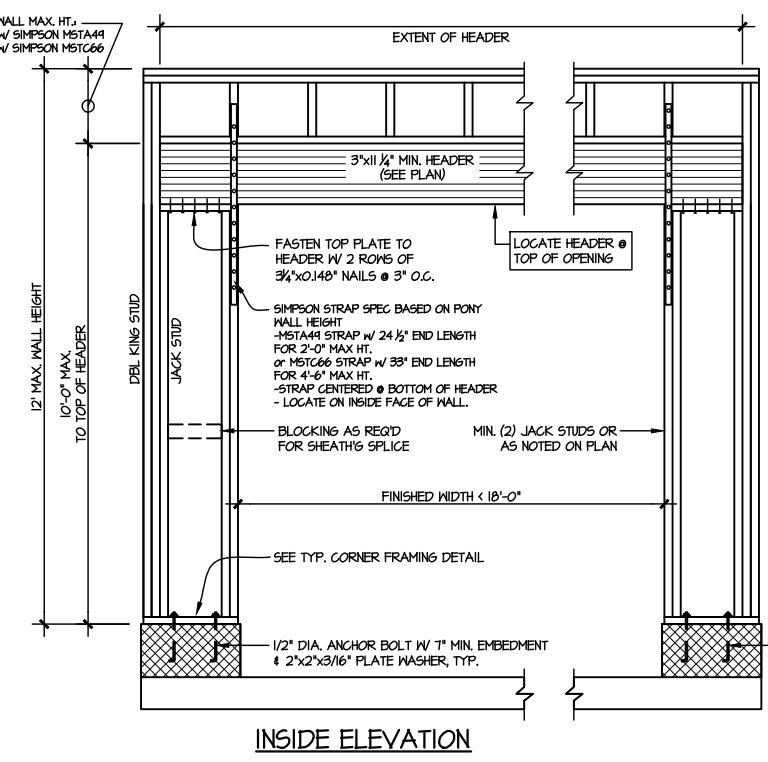 WALL MAX. HT.:
W/ SIMPSON MSTA49
W/ SIMPSON MSTC66
EXTENT OF HEADER
3"x11 1/4" MIN. HEADER
(SEE PLAN)
FASTEN TOP PLATE TO
HEADER W/ 2 ROWS OF
3 1/4"x0.148" NAILS @ 3" O.C.
LOCATE HEADER @
TOP OF OPENING
SIMPSON STRAP SPEC BASED ON PONY
WALL HEIGHT
-MSTA49 STRAP W/ 24 1/2" END LENGTH
FOR 2'-0" MAX HT.
or MSTC66 STRAP W/ 33" END LENGTH
FOR 4'-6" MAX HT.
-STRAP CENTERED @ BOTTOM OF HEADER
- LOCATE ON INSIDE FACE OF WALL.
12' MAX. WALL HEIGHT
10'-0" MAX.
TO TOP OF HEADER
DBL KING STUD
JACK STUD
BLOCKING AS REQ'D
FOR SHEATH'G SPLICE
MIN. (2) JACK STUDS OR
AS NOTED ON PLAN
FINISHED WIDTH < 18'-0"
SEE TYP. CORNER FRAMING DETAIL
1/2" DIA. ANCHOR BOLT W/ 7" MIN. EMBEDMENT
& 2"x2"x3/16" PLATE WASHER, TYP.
INSIDE ELEVATION